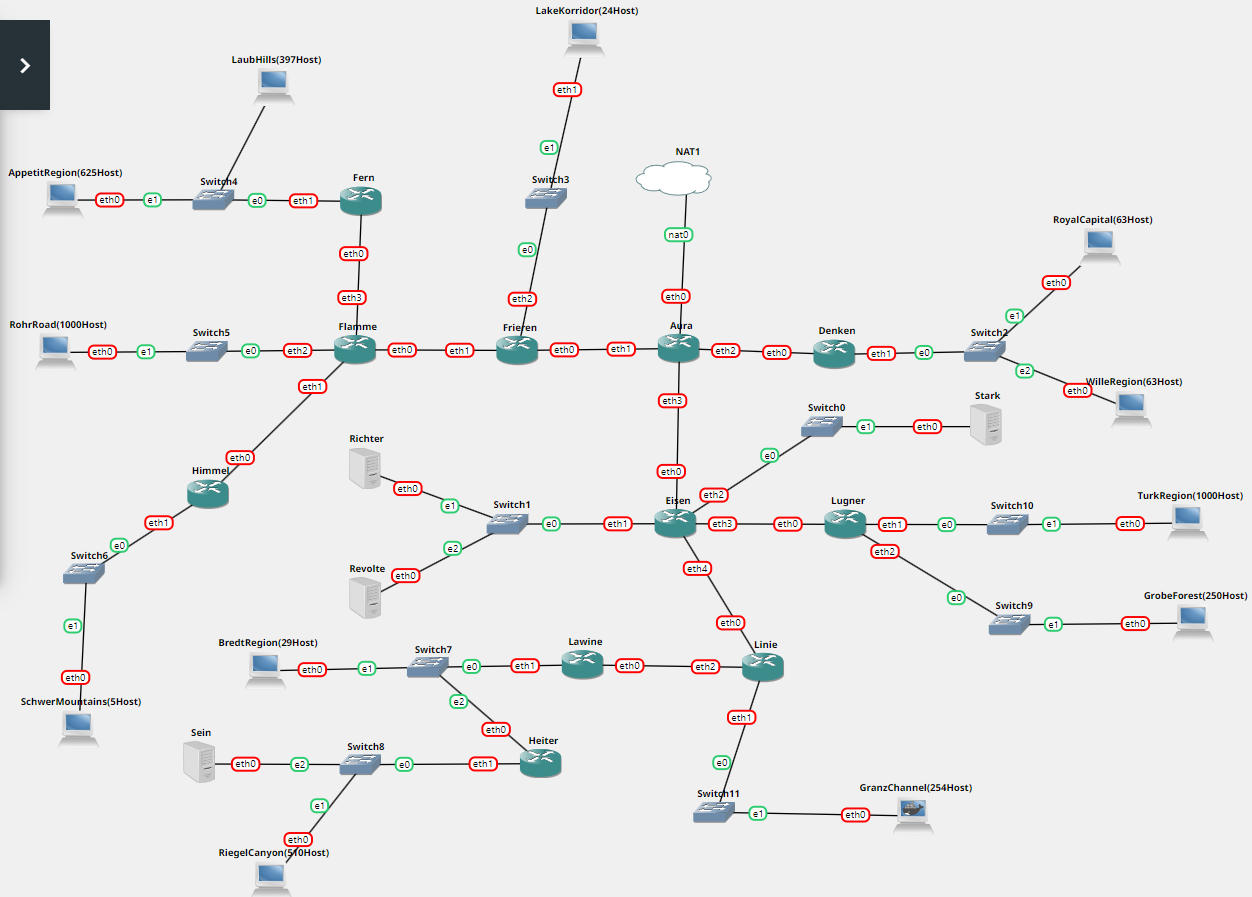 LakeKorridor(24Host)
LaubHills(397Host)
eth1
e1
NAT1
AppetitRegion(625Host)
Switch4
Fern
Switch3
eth0
e1
e0
eth1
RoyalCapital(63Host)
nat0
e0
eth0
eth0
eth3
eth2
eth0
e1
RohrRoad(1000Host)
Switch5
Flamme
Frieren
Aura
Denken
Switch2
eth0
e1
e0
eth2
eth0
eth1
eth0
eth1
eth2
eth0
eth1
e0
e2
eth1
eth0
WilleRegion(63Host)
eth3
Stark
Switch0
e1
eth0
Richter
eth0
Himmel
e0
eth0
eth0
eth2
eth1
e1
Switch1
Eisen
Lugner
Switch10
TurkRegion(1000Host)
e0
eth1
eth3
eth0
eth1
e0
e1
eth0
e0
Switch6
e2
eth2
Revolte
eth0
eth4
e0
Switch9
GrobeForest(250Host)
e1
eth0
e1
eth0
BredtRegion(29Host)
Switch7
Lawine
Linie
eth0
e1
e0
eth1
eth0
eth2
eth0
SchwerMountains(5Host)
e2
eth1
eth0
Sein
Switch8
Heiter
eth0
e2
e0
eth1
e0
Switch11
GranzChannel(254Host)
e1
e1
eth0
eth0
RiegelCanyon(510Host)